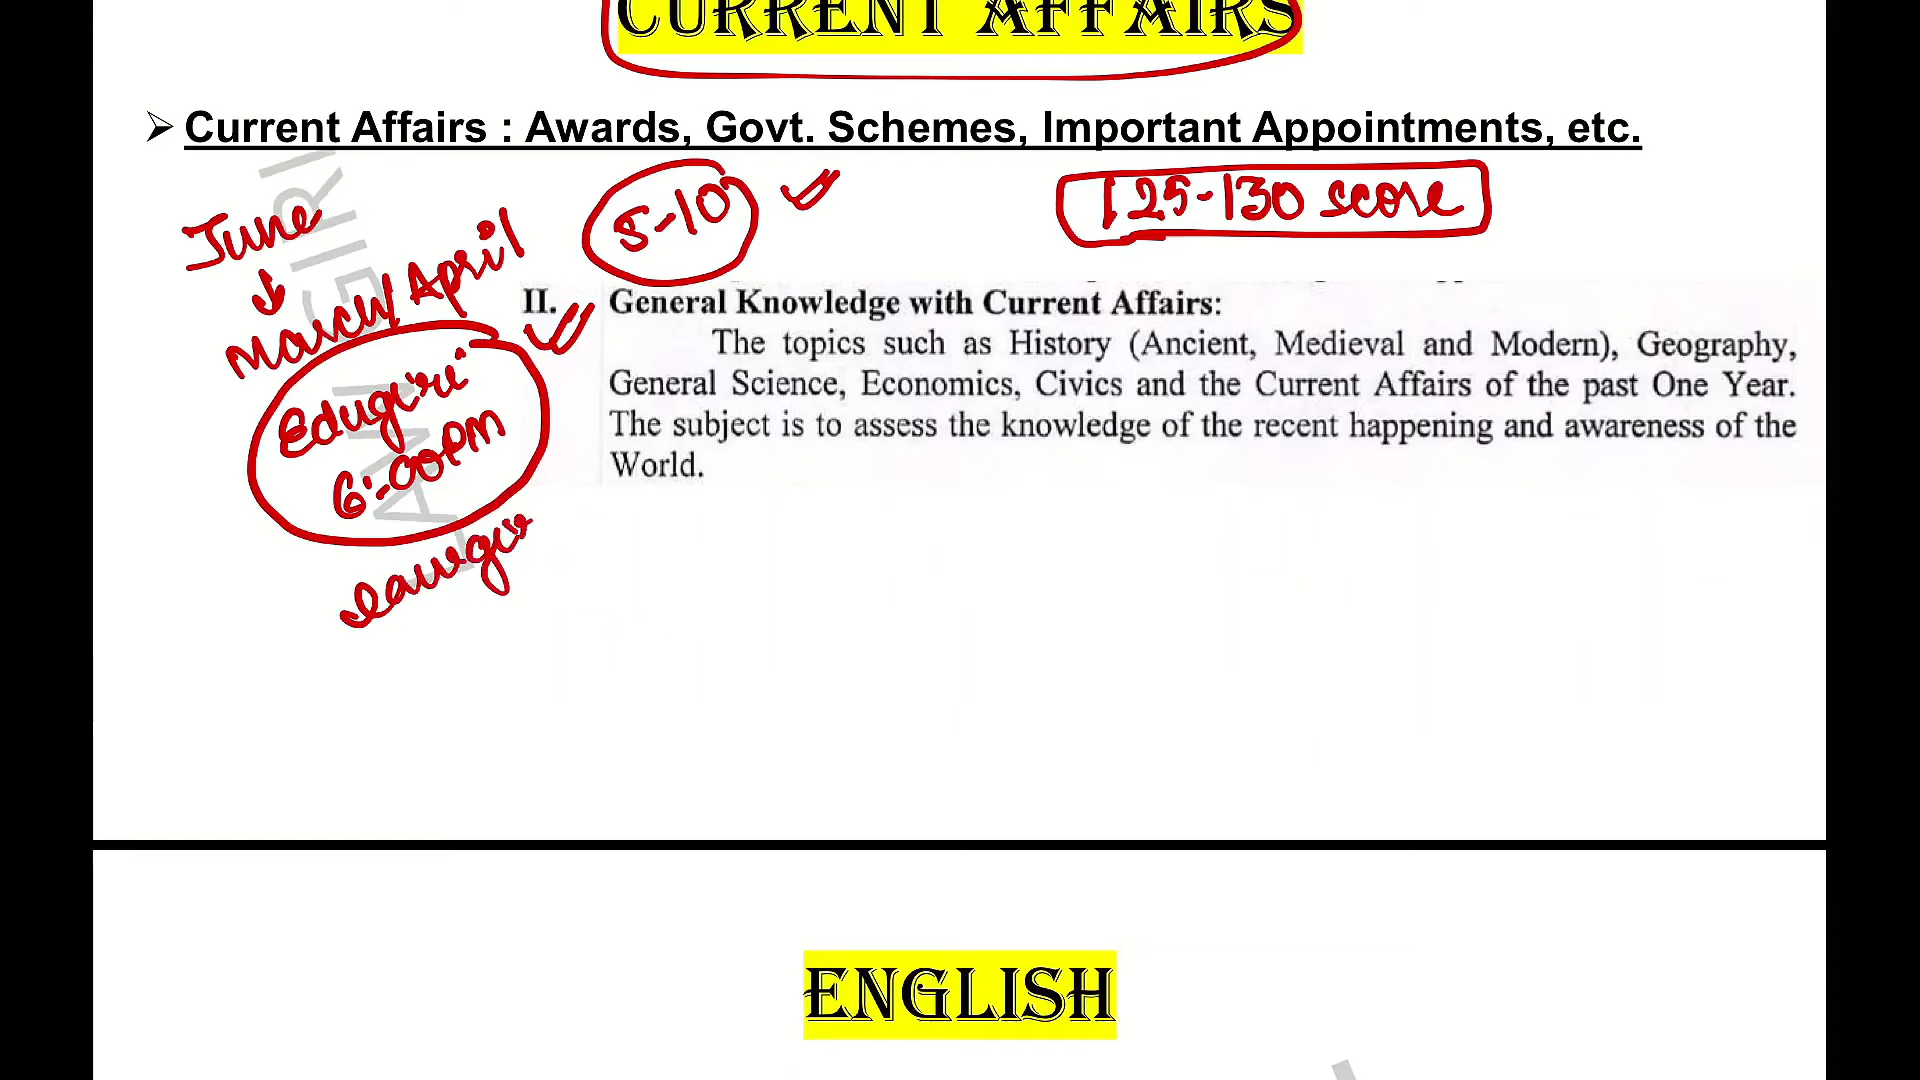 CURRENT AFFAIRS
➢ Current Affairs : Awards, Govt. Schemes, Important Appointments, etc.
5-10
125-130 score
June
↓
March/April
Edugiri
6:-00PM
LAW GIRI
II. General Knowledge with Current Affairs:
The topics such as History (Ancient, Medieval and Modern), Geography,
General Science, Economics, Civics and the Current Affairs of the past One Year.
The subject is to assess the knowledge of the recent happening and awareness of the
World.
ENGLISH